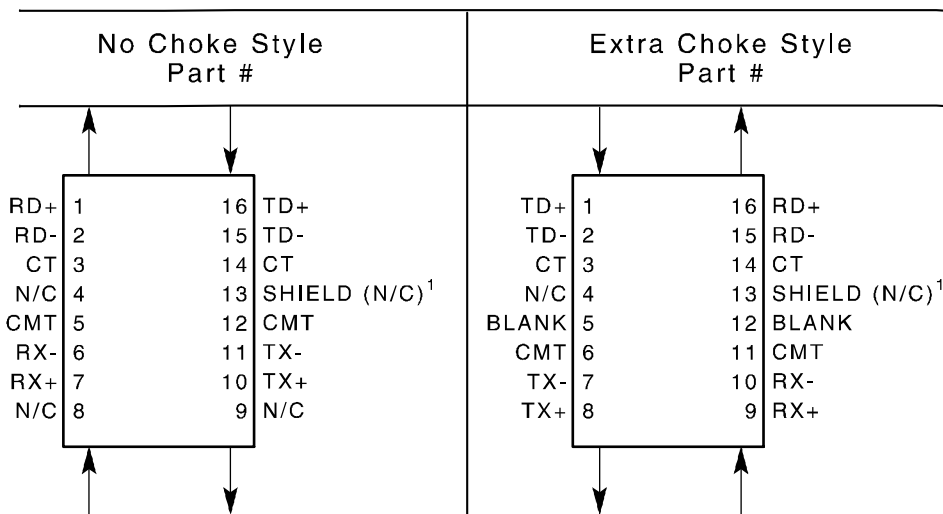 No Choke Style
Part #
Extra Choke Style
Part #
RD+ 1 16 TD+
RD- 2 15 TD-
CT 3 14 CT
N/C 4 13 SHIELD (N/C)¹
CMT 5 12 CMT
RX- 6 11 TX-
RX+ 7 10 TX+
N/C 8 9 N/C
TD+ 1 16 RD+
TD- 2 15 RD-
CT 3 14 CT
N/C 4 13 SHIELD (N/C)¹
BLANK 5 12 BLANK
CMT 6 11 CMT
TX- 7 10 RX-
TX+ 8 9 RX+